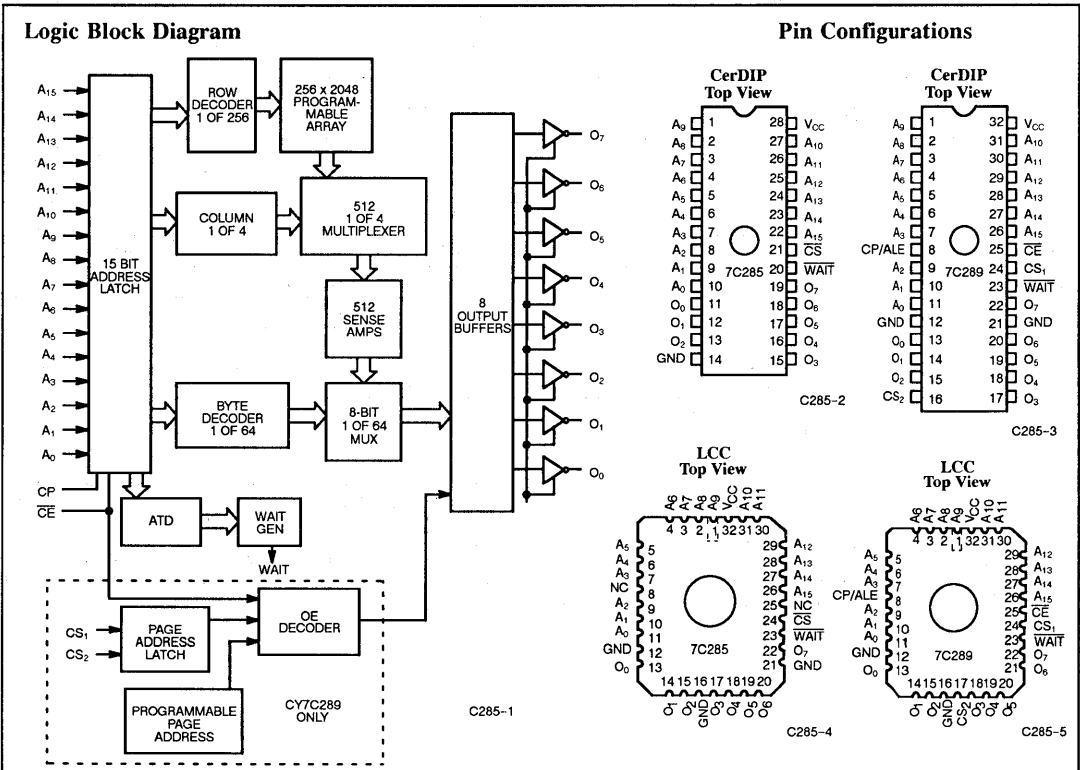 Logic Block Diagram
Pin Configurations
A15
A14
A13
A12
A11
A10
A9
A8
A7
A6
A5
A4
A3
A2
A1
A0
CP
CE
15 BIT
ADDRESS
LATCH
ROW
DECODER
1 OF 256
256 x 2048
PROGRAM-
MABLE
ARRAY
COLUMN
1 OF 4
512
1 OF 4
MULTIPLEXER
512
SENSE
AMPS
BYTE
DECODER
1 OF 64
8-BIT
1 OF 64
MUX
8
OUTPUT
BUFFERS
O7
O6
O5
O4
O3
O2
O1
O0
ATD
WAIT
GEN
WAIT
CS1
CS2
PAGE
ADDRESS
LATCH
OE
DECODER
PROGRAMMABLE
PAGE
ADDRESS
CY7C289
ONLY
C285-1
CerDIP
Top View
A9 1 28 VCC
A8 2 27 A10
A7 3 26 A11
A6 4 25 A12
A5 5 24 A13
A4 6 23 A14
A3 7 22 A15
A2 8 21 CS
A1 9 20 WAIT
A0 10 19 O7
O0 11 18 O6
O1 12 17 O5
O2 13 16 O4
GND 14 15 O3
7C285
C285-2
CerDIP
Top View
A9 1 32 VCC
A8 2 31 A10
A7 3 30 A11
A6 4 29 A12
A5 5 28 A13
A4 6 27 A14
A3 7 26 A15
CP/ALE 8 25 CE
A2 9 24 CS1
A1 10 23 WAIT
A0 11 22 O7
GND 12 21 GND
O0 13 20 O6
O1 14 19 O5
O2 15 18 O4
CS2 16 17 O3
7C289
C285-3
LCC
Top View
A6 A7 A8 A9 VCC A10 A11
4 3 2 1 32 31 30
A5 5 29 A12
A4 6 28 A13
A3 7 27 A14
NC 8 26 A15
A2 9 25 NC
A1 10 24 CS
A0 11 23 WAIT
GND 12 22 O7
O0 13 21 GND
7C285
14 15 16 17 18 19 20
O1 O2 GND O3 O4 O5 O6
C285-4
LCC
Top View
A6 A7 A8 A9 VCC A10 A11
4 3 2 1 32 31 30
A5 5 29 A12
A4 6 28 A13
A3 7 27 A14
CP/ALE 8 26 A15
A2 9 25 CE
A1 10 24 CS1
A0 11 23 WAIT
GND 12 22 O7
O0 13 21 O6
7C289
14 15 16 17 18 19 20
O1 O2 GND CS2 O3 O4 O5
C285-5